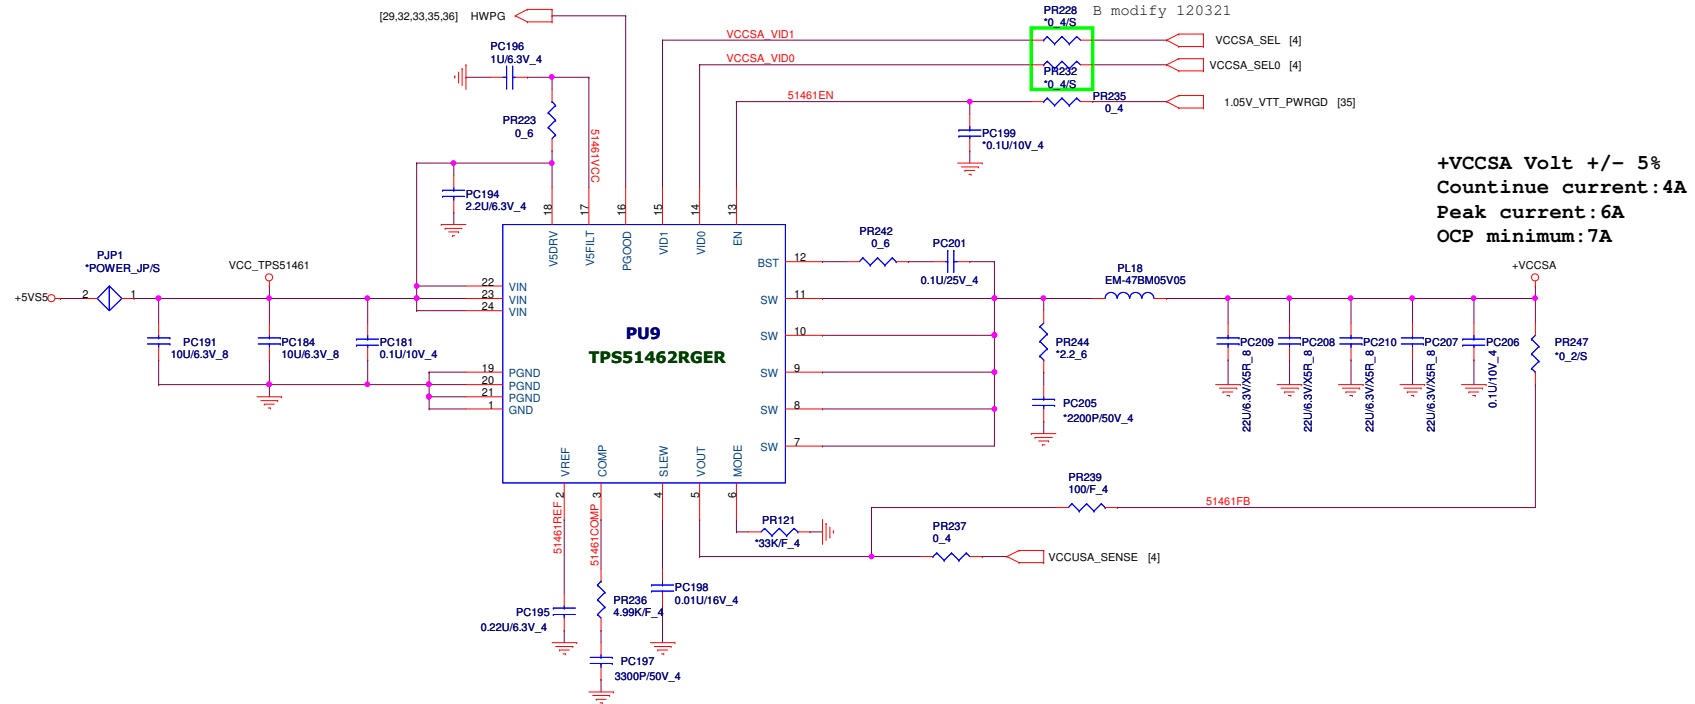 [29,32,33,35,36] HWPG
PR228
*0_4/S
B modify 120321
VCCSA_VID1
VCCSA_SEL [4]
VCCSA_VID0
VCCSA_SEL0 [4]
PR232
*0_4/S
PC196
1U/6.3V_4
51461EN
PR235
0_4
1.05V_VTT_PWRGD [35]
PR223
0_6
51461VCC
PC199
*0.1U/10V_4
+VCCSA Volt +/- 5%
Countinue current:4A
Peak current:6A
OCP minimum:7A
PC194
2.2U/6.3V_4
18
17
16
15
14
13
V5DRV
V5FILT
PGOOD
VID1
VID0
EN
PR242
0_6
PC201
0.1U/25V_4
BST
12
PJP1
*POWER_JP/S
VCC_TPS51461
PL18
EM-47BM05V05
+VCCSA
+5VS5
2
1
22
VIN
23
VIN
24
VIN
SW
11
PU9
TPS51462RGER
SW
10
PC191
10U/6.3V_8
PC184
10U/6.3V_8
PC181
0.1U/10V_4
PR244
*2.2_6
PC209
22U/6.3V/X5R_8
PC208
22U/6.3V/X5R_8
PC210
22U/6.3V/X5R_8
PC207
22U/6.3V/X5R_8
PC206
0.1U/10V_4
PR247
*0_2/S
19
PGND
20
PGND
21
PGND
1
GND
SW
9
SW
8
SW
7
PC205
*2200P/50V_4
VREF
COMP
SLEW
VOUT
MODE
2
3
4
5
6
51461REF
51461COMP
PR239
100/F_4
51461FB
PR121
*33K/F_4
PR237
0_4
VCCUSA_SENSE [4]
PC195
0.22U/6.3V_4
PR236
4.99K/F_4
PC198
0.01U/16V_4
PC197
3300P/50V_4